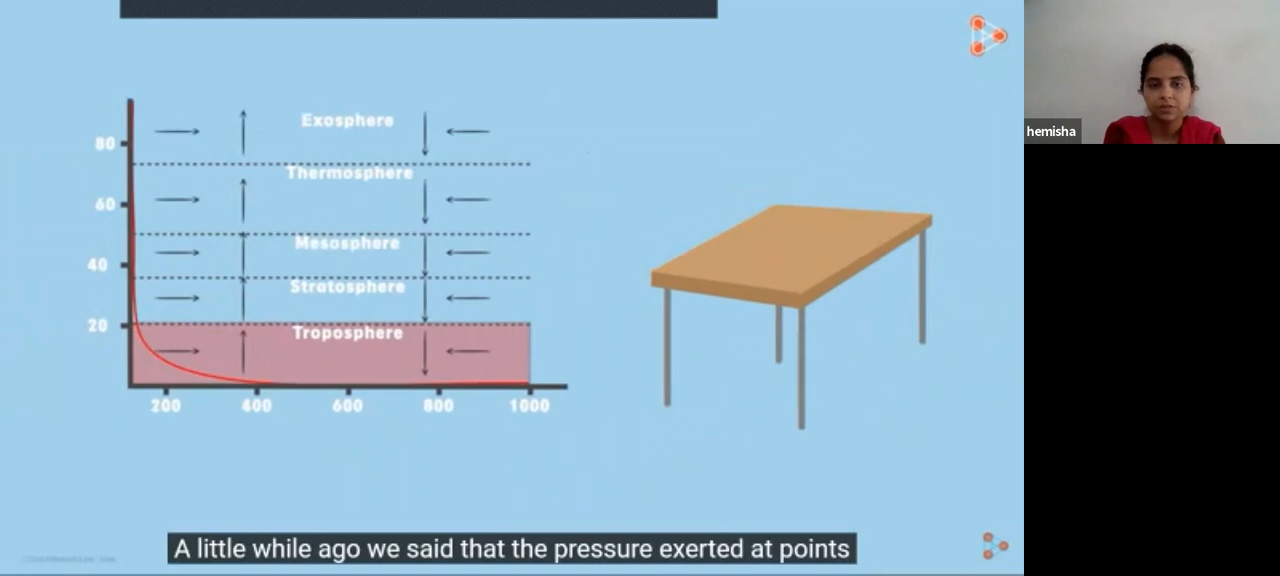 hemisha
Exosphere
80
Thermosphere
60
Mesosphere
40
Stratosphere
20
Troposphere
200 400 600 800 1000
A little while ago we said that the pressure exerted at points